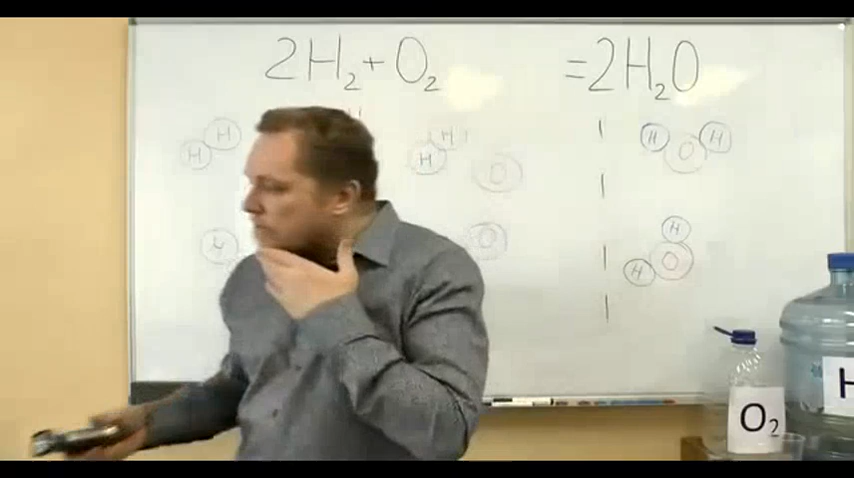 2H₂ + O₂ = 2H₂O
H H H H H O H
O
H O H
H O
H O
O₂
H